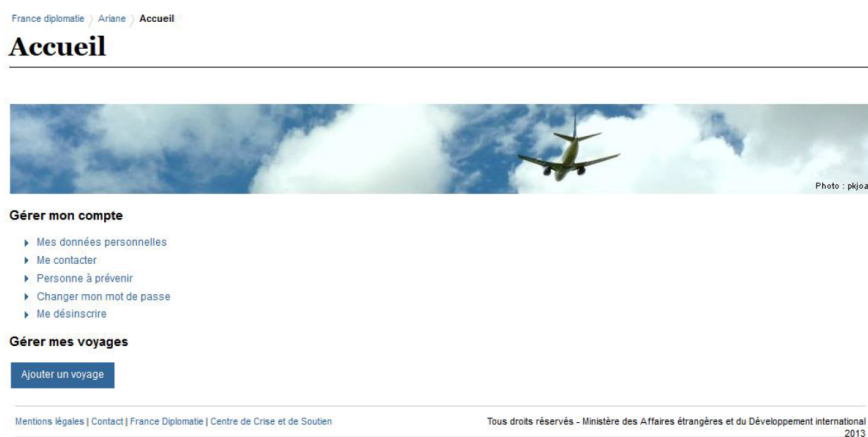 France diplomatie 〉 Ariane 〉 Accueil
Accueil
Photo : pkjoa
Gérer mon compte
Mes données personnelles
Me contacter
Personne à prévenir
Changer mon mot de passe
Me désinscrire
Gérer mes voyages
Ajouter un voyage
Mentions légales | Contact | France Diplomatie | Centre de Crise et de Soutien
Tous droits réservés - Ministère des Affaires étrangères et du Développement international
2013